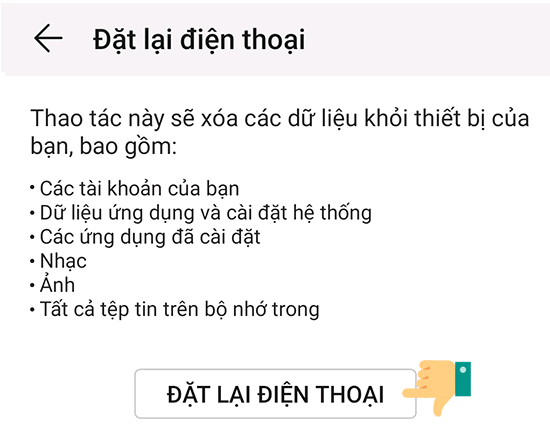 Đặt lại điện thoại
Thao tác này sẽ xóa các dữ liệu khỏi thiết bị của
bạn, bao gồm:
• Các tài khoản của bạn
• Dữ liệu ứng dụng và cài đặt hệ thống
• Các ứng dụng đã cài đặt
• Nhạc
• Ảnh
• Tất cả tệp tin trên bộ nhớ trong
ĐẶT LẠI ĐIỆN THOẠI